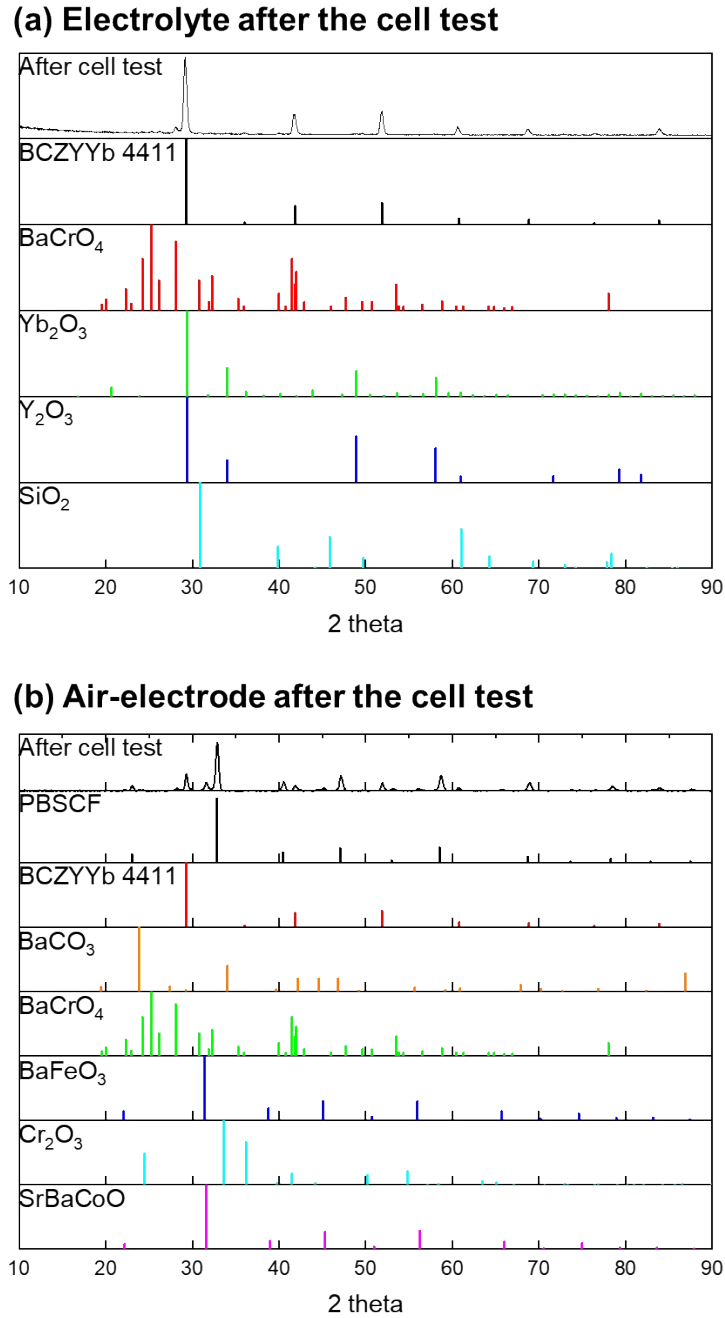 (a) Electrolyte after the cell test
After cell test
BCZYYb 4411
BaCrO₄
Yb₂O₃
Y₂O₃
SiO₂
10 20 30 40 50 60 70 80 90
2 theta
(b) Air-electrode after the cell test
After cell test
PBSCF
BCZYYb 4411
BaCO₃
BaCrO₄
BaFeO₃
Cr₂O₃
SrBaCoO
10 20 30 40 50 60 70 80 90
2 theta